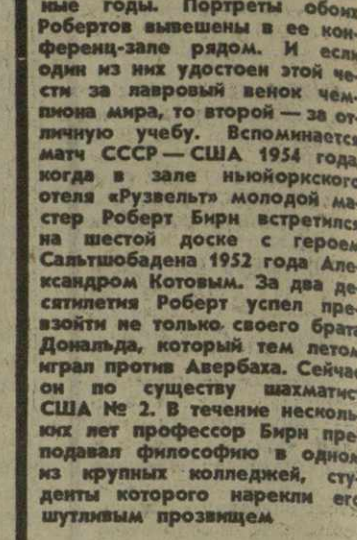 ные годы. Портреты обоих
Робертов вывешены в ее кон-
ференц-зале рядом. И если
один из них удостоен этой че-
сти за лавровый венок чем-
пиона мира, то второй — за от-
личную учебу. Вспоминается
матч СССР — США 1954 года,
когда в зале нью­йоркского
отеля «Рузвельт» молодой ма-
стер Роберт Бирн встретился
на шестой доске с героем
Сальтшобадена 1952 года Але-
ксандром Котовым. За два де-
сятилетия Роберт успел пре-
взойти не только своего брата
Дональда, который тем летом
играл против Авербаха. Сейчас
он по существу шахматист
США № 2. В течение несколь-
ких лет профессор Бирн пре-
подавал философию в одном
из крупных колледжей, сту-
денты которого нарекли его
шутливым прозвищем